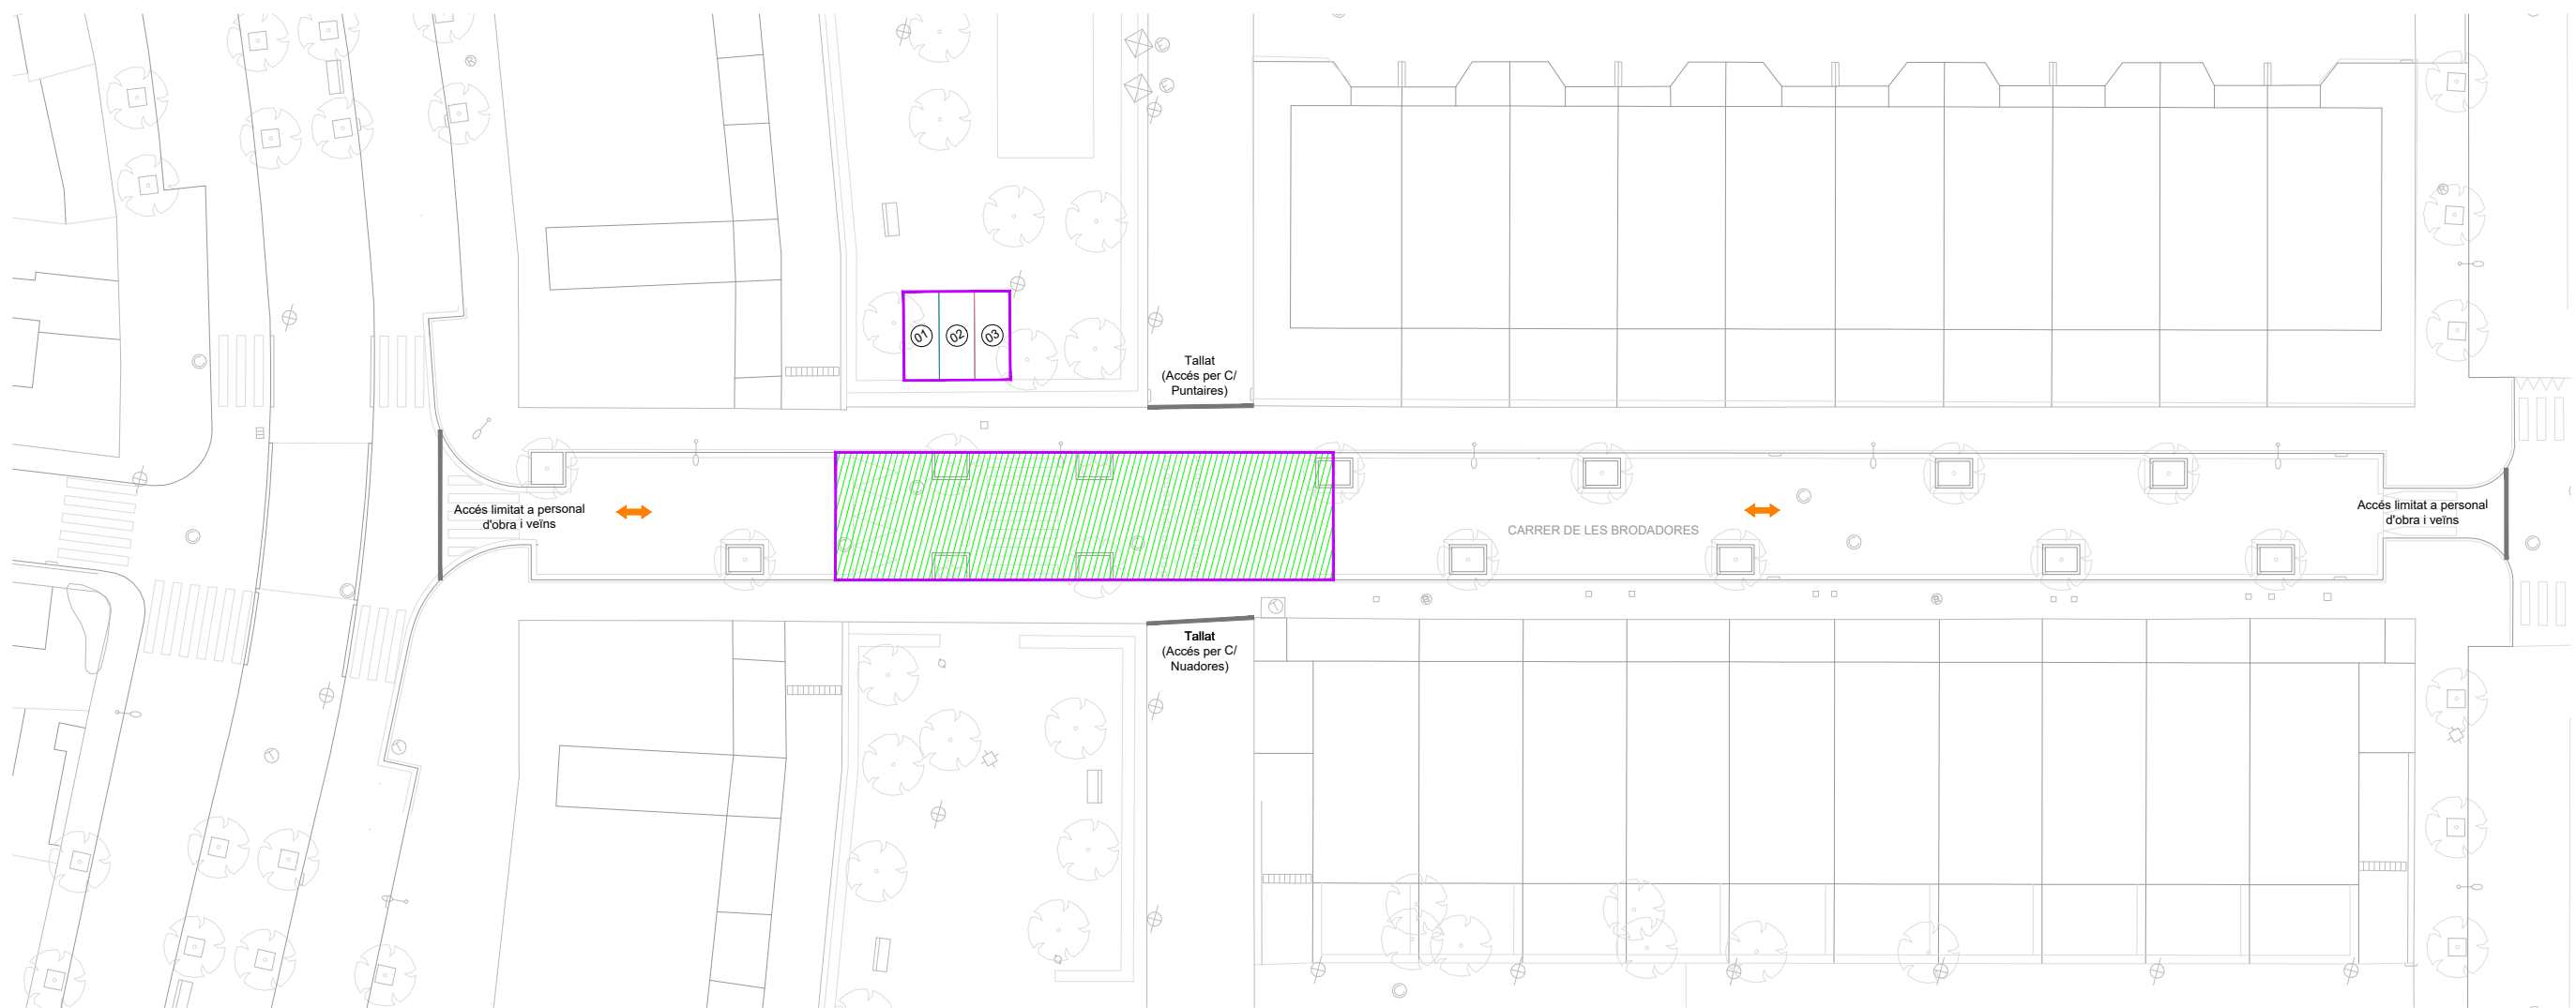 01
02
03
Tallat
(Accés per C/
Puntaires)
Accés limitat a personal
d'obra i veïns
CARRER DE LES BRODADORES
Accés limitat a personal
d'obra i veïns
Tallat
(Accés per C/
Nuadores)